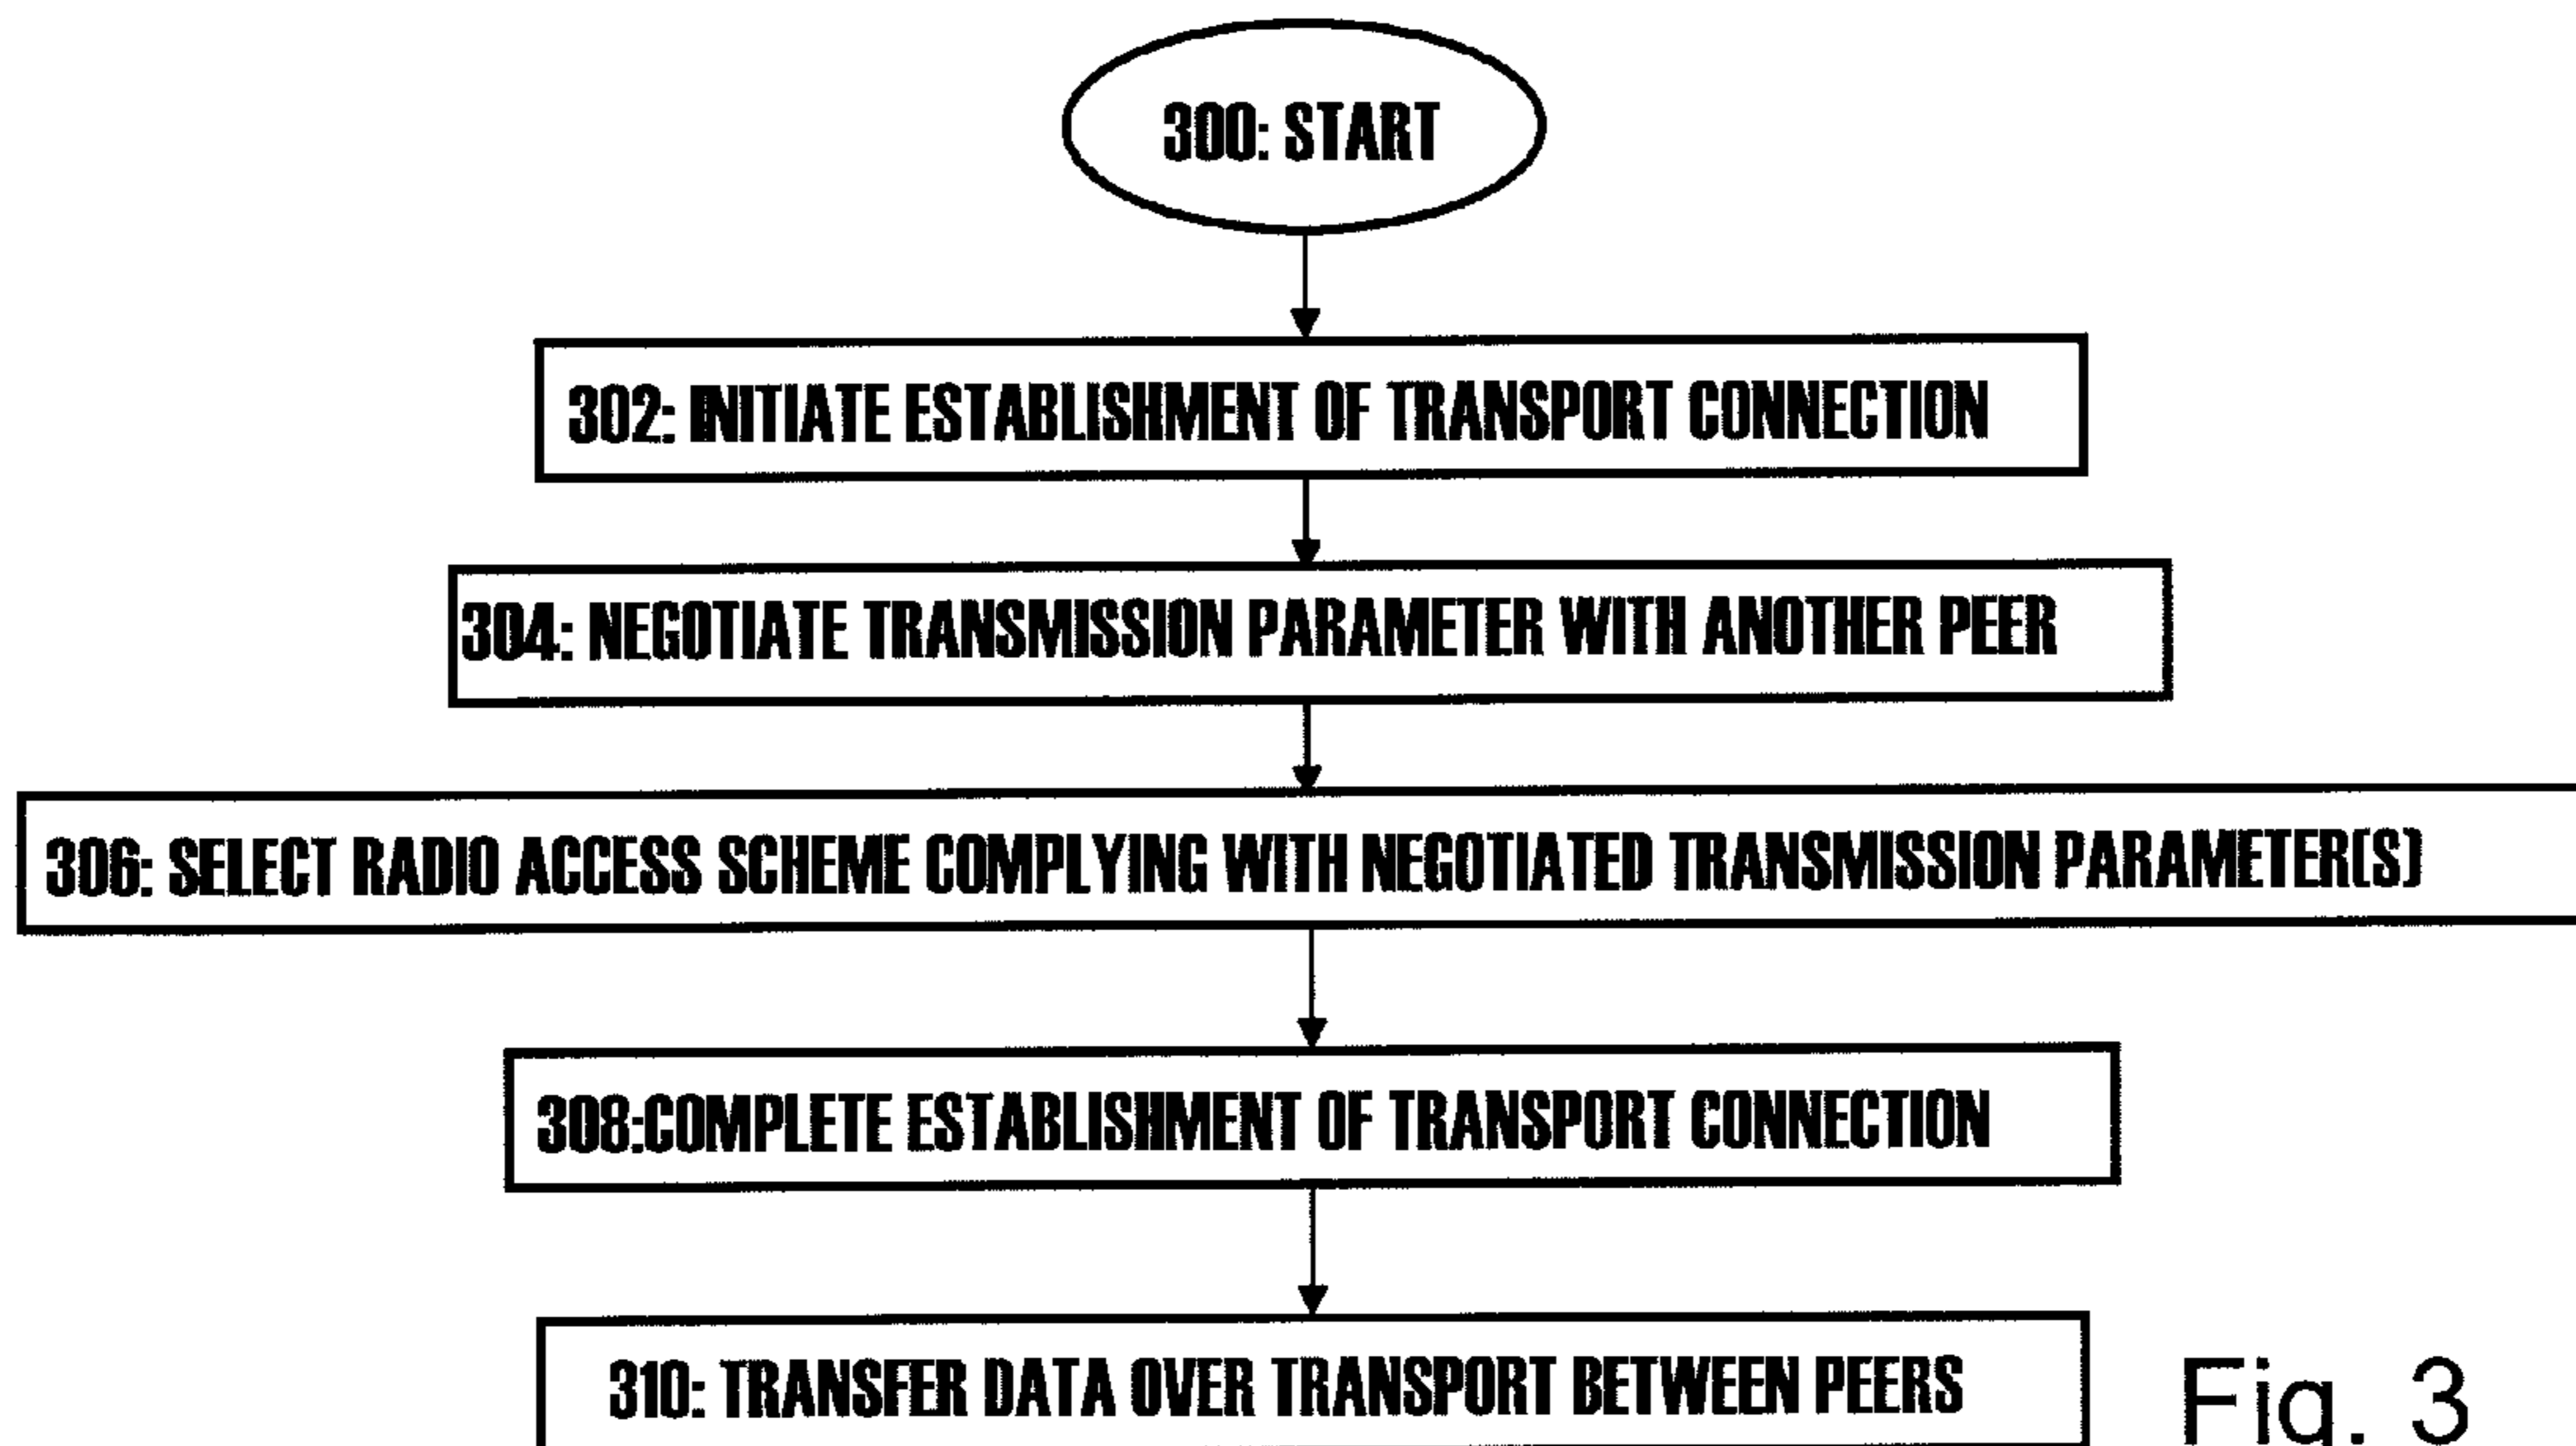 300: START
302: INITIATE ESTABLISHMENT OF TRANSPORT CONNECTION
304: NEGOTIATE TRANSMISSION PARAMETER WITH ANOTHER PEER
306: SELECT RADIO ACCESS SCHEME COMPLYING WITH NEGOTIATED TRANSMISSION PARAMETER(S)
308:COMPLETE ESTABLISHMENT OF TRANSPORT CONNECTION
310: TRANSFER DATA OVER TRANSPORT BETWEEN PEERS
Fig. 3